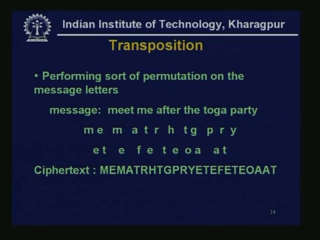 Indian Institute of Technology, Kharagpur
Transposition
• Performing sort of permutation on the
message letters
message: meet me after the toga party
m e m a t r h t g p r y
e t e f e t e o a a t
Ciphertext : MEMATRHTGPRYETEFETEOAAT
14